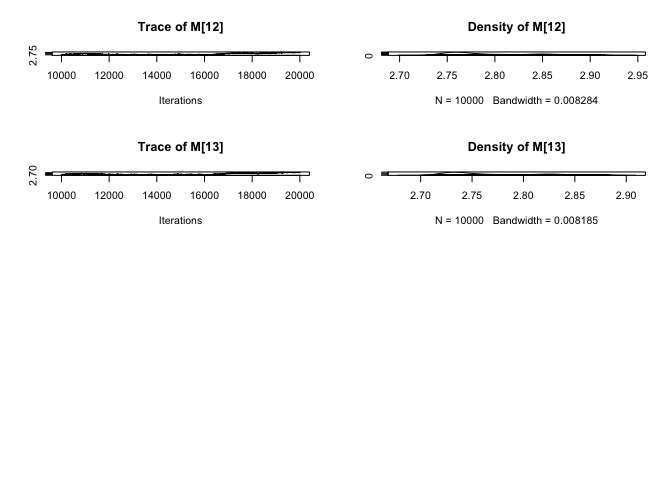 Trace of M[12]
2.75
10000 12000 14000 16000 18000 20000
Iterations
Density of M[12]
0
2.70 2.75 2.80 2.85 2.90 2.95
N = 10000 Bandwidth = 0.008284
Trace of M[13]
2.70
10000 12000 14000 16000 18000 20000
Iterations
Density of M[13]
0
2.70 2.75 2.80 2.85 2.90
N = 10000 Bandwidth = 0.008185